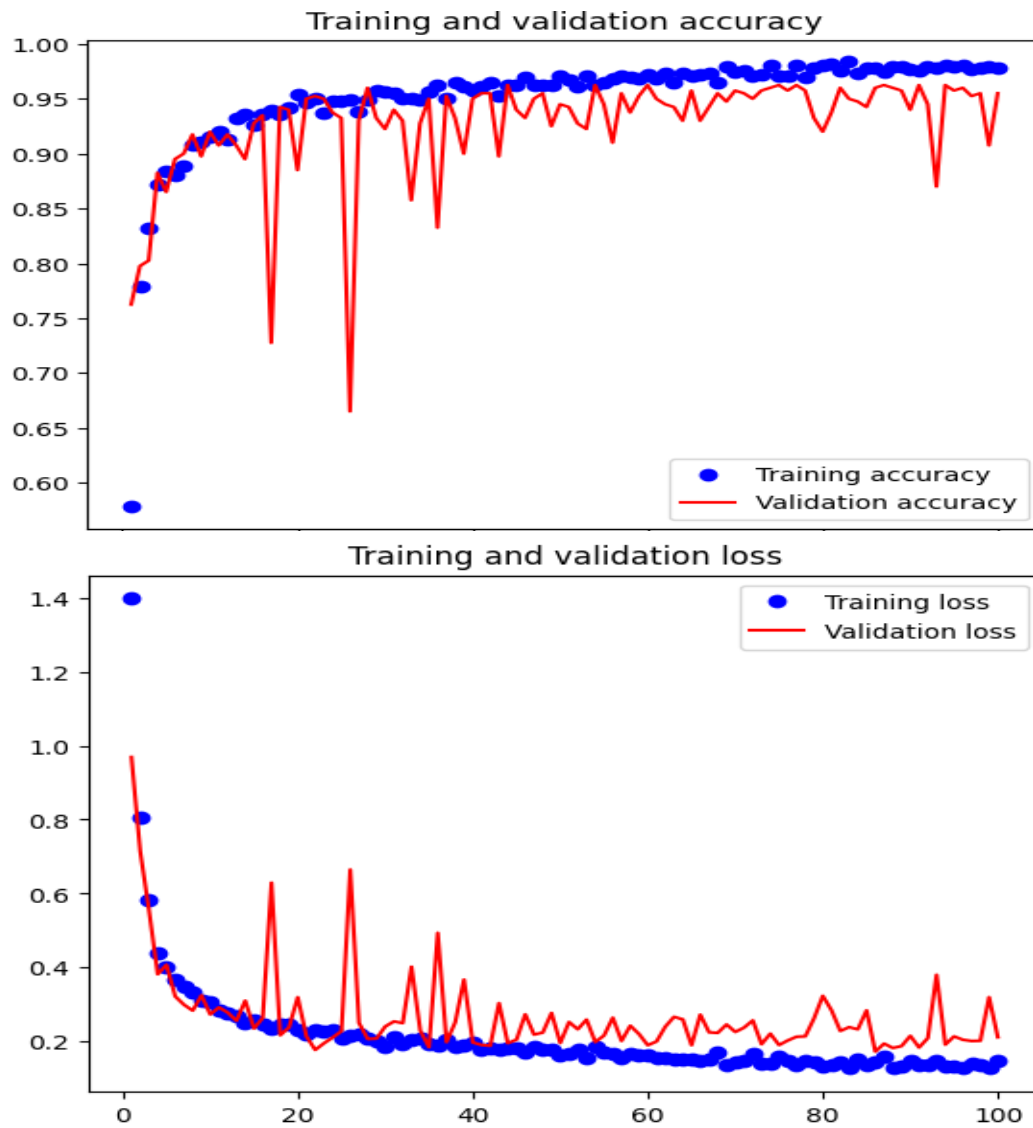 Training and validation accuracy
1.00
0.95
0.90
0.85
0.80
0.75
0.70
0.65
0.60
Training accuracy
Validation accuracy
Training and validation loss
1.4
1.2
1.0
0.8
0.6
0.4
0.2
Training loss
Validation loss
0 20 40 60 80 100